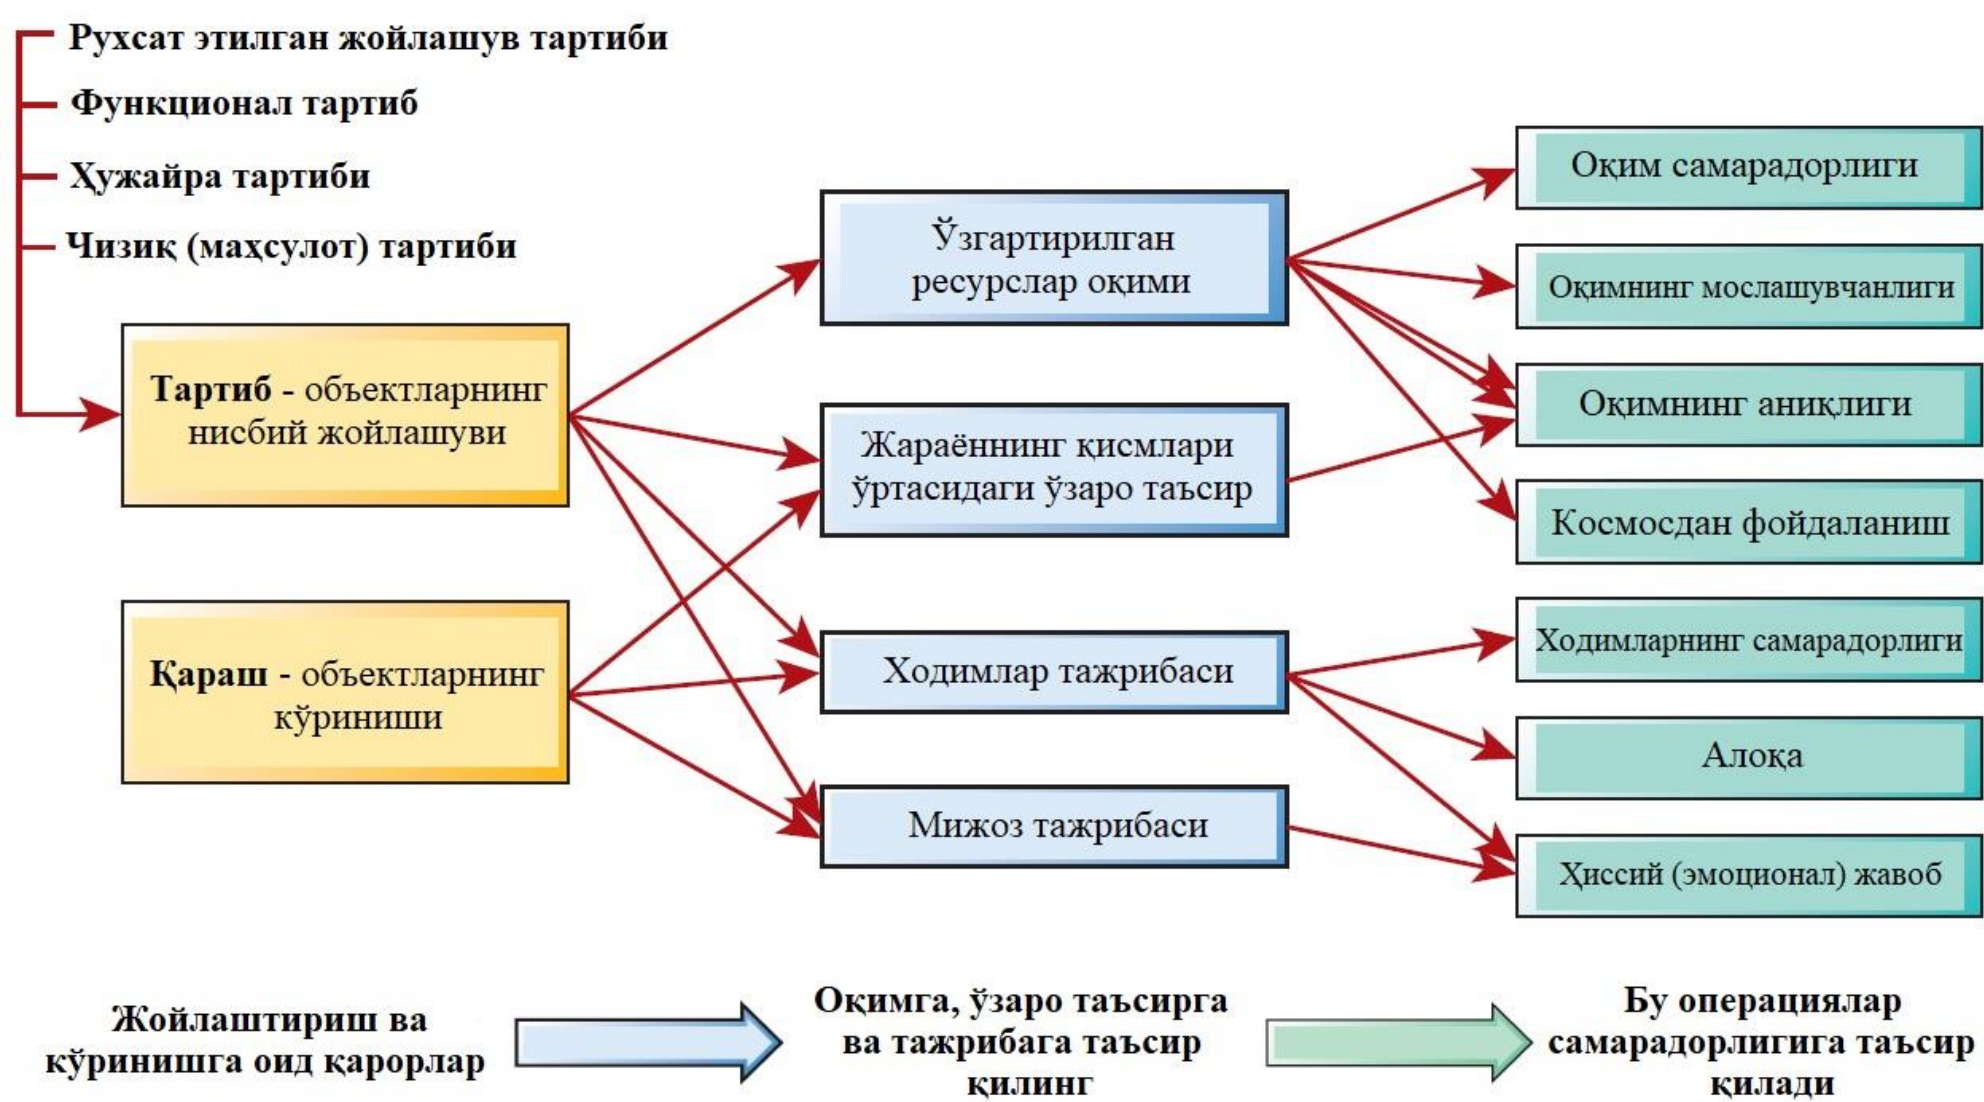 Рухсат этилган жойлашув тартиби
Функционал тартиб
Ҳужайра тартиби
Чизиқ (маҳсулот) тартиби
Тартиб - объектларнинг
нисбий жойлашуви
Қараш - объектларнинг
кўриниши
Ўзгартирилган
ресурслар оқими
Жараённинг қисмлари
ўртасидаги ўзаро таъсир
Ходимлар тажрибаси
Мижоз тажрибаси
Оқим самарадорлиги
Оқимнинг мослашувчанлиги
Оқимнинг аниқлиги
Космосдан фойдаланиш
Ходимларнинг самарадорлиги
Алоқа
Ҳиссий (эмоционал) жавоб
Жойлаштириш ва
кўринишга оид қарорлар
Оқимга, ўзаро таъсирга
ва тажрибага таъсир
қилинг
Бу операциялар
самарадорлигига таъсир
қилади